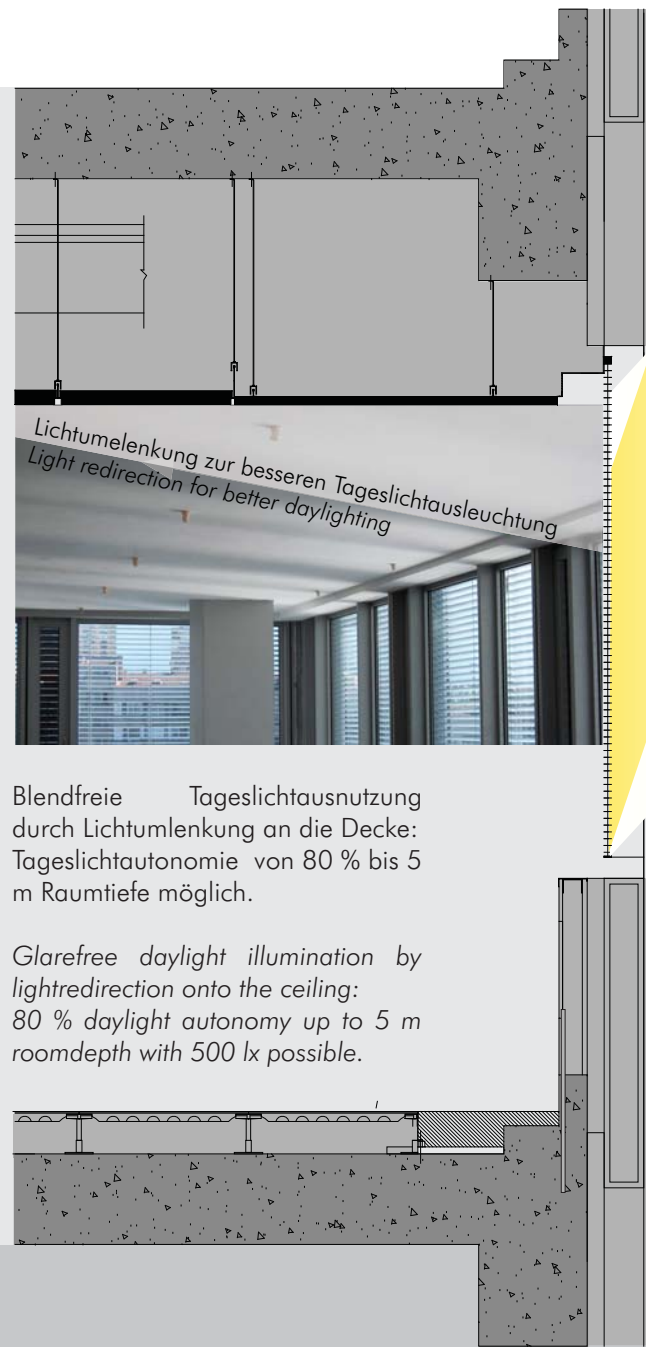 Lichtumelenkung zur besseren Tageslichtausleuchtung
Light redirection for better daylighting
Blendfreie Tageslichtausnutzung
durch Lichtumlenkung an die Decke:
Tageslichtautonomie von 80 % bis 5
m Raumtiefe möglich.
Glarefree daylight illumination by
lightredirection onto the ceiling:
80 % daylight autonomy up to 5 m
roomdepth with 500 lx possible.